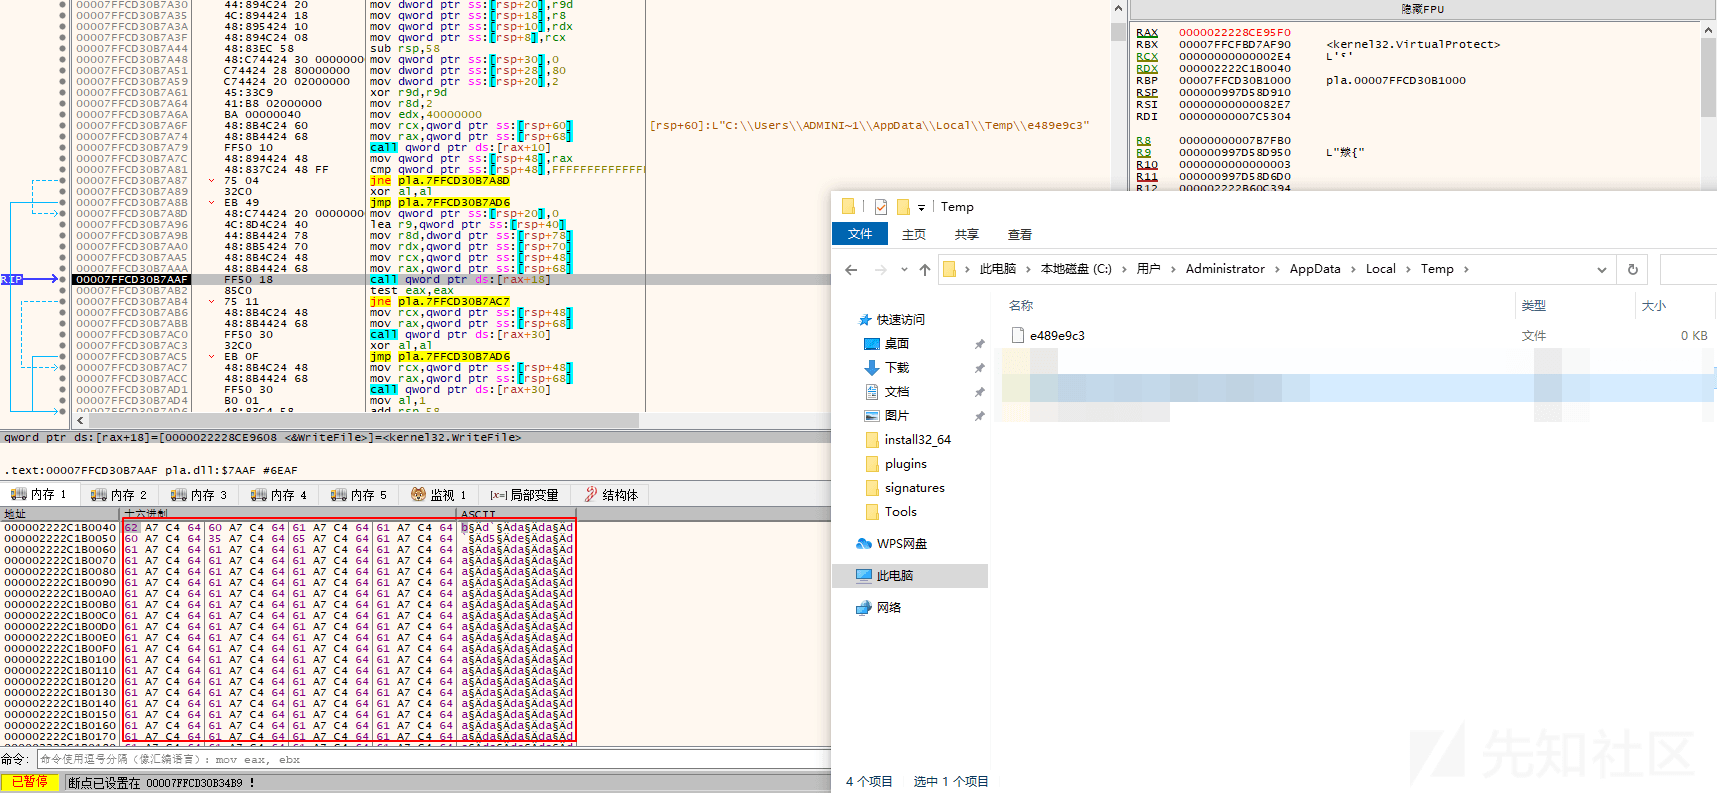 00007FFCD30B7A30 44:894C24 20 mov dword ptr ss:[rsp+20],r9d
00007FFCD30B7A35 4C:894424 18 mov qword ptr ss:[rsp+18],r8
00007FFCD30B7A3A 48:895424 10 mov qword ptr ss:[rsp+10],rdx
00007FFCD30B7A3F 48:894C24 08 mov qword ptr ss:[rsp+8],rcx
00007FFCD30B7A44 48:83EC 58 sub rsp,58
00007FFCD30B7A48 48:C74424 30 00000000 mov qword ptr ss:[rsp+30],0
00007FFCD30B7A51 C74424 28 80000000 mov dword ptr ss:[rsp+28],80
00007FFCD30B7A59 C74424 20 02000000 mov dword ptr ss:[rsp+20],2
00007FFCD30B7A61 45:33C9 xor r9d,r9d
00007FFCD30B7A64 41:B8 02000000 mov r8d,2
00007FFCD30B7A6A BA 00000040 mov edx,40000000
00007FFCD30B7A6F 48:8B4C24 60 mov rcx,qword ptr ss:[rsp+60] [rsp+60]:L"C:\\Users\\ADMINI~1\\AppData\\Local\\Temp\\e489e9c3"
00007FFCD30B7A74 48:8B4424 68 mov rax,qword ptr ss:[rsp+68]
00007FFCD30B7A79 FF50 10 call qword ptr ds:[rax+10]
00007FFCD30B7A7C 48:894424 48 mov qword ptr ss:[rsp+48],rax
00007FFCD30B7A81 48:837C24 48 FF cmp qword ptr ss:[rsp+48],FFFFFFFFFFFFFF
00007FFCD30B7A87 75 04 jne pla.7FFCD30B7A8D
00007FFCD30B7A89 32C0 xor al,al
00007FFCD30B7A8B EB 49 jmp pla.7FFCD30B7AD6
00007FFCD30B7A8D 48:C74424 20 00000000 mov qword ptr ss:[rsp+20],0
00007FFCD30B7A96 4C:8D4C24 40 lea r9,qword ptr ss:[rsp+40]
00007FFCD30B7A9B 44:8B4424 78 mov r8d,dword ptr ss:[rsp+78]
00007FFCD30B7AA0 48:8B5424 70 mov rdx,qword ptr ss:[rsp+70]
00007FFCD30B7AA5 48:8B4C24 48 mov rcx,qword ptr ss:[rsp+48]
00007FFCD30B7AAA 48:8B4424 68 mov rax,qword ptr ss:[rsp+68]
RIP 00007FFCD30B7AAF FF50 18 call qword ptr ds:[rax+18]
00007FFCD30B7AB2 85C0 test eax,eax
00007FFCD30B7AB4 75 11 jne pla.7FFCD30B7AC7
00007FFCD30B7AB6 48:8B4C24 48 mov rcx,qword ptr ss:[rsp+48]
00007FFCD30B7ABB 48:8B4424 68 mov rax,qword ptr ss:[rsp+68]
00007FFCD30B7AC0 FF50 30 call qword ptr ds:[rax+30]
00007FFCD30B7AC3 32C0 xor al,al
00007FFCD30B7AC5 EB 0F jmp pla.7FFCD30B7AD6
00007FFCD30B7AC7 48:8B4C24 48 mov rcx,qword ptr ss:[rsp+48]
00007FFCD30B7ACC 48:8B4424 68 mov rax,qword ptr ss:[rsp+68]
00007FFCD30B7AD1 FF50 30 call qword ptr ds:[rax+30]
00007FFCD30B7AD4 B0 01 mov al,1
00007FFCD30B7AD6 48:83C4 58 add rsp,58
隐藏FPU
RAX 0000022228CE95F0
RBX 00007FFCFBD7AF90 <kernel32.VirtualProtect>
RCX 00000000000002E4
RDX 000002222C1B0040
RBP 00007FFCD30B1000 pla.00007FFCD30B1000
RSP 000000997D58D910
RSI 00000000000082E7
RDI 00000000007C5304
R8 00000000007B7FB0
R9 000000997D58D950
R10 0000000000000003
R11 000000997D58D6D0
R12 000002222B60C394
qword ptr ds:[rax+18]=[0000022228CE9608 <&WriteFile>]=<kernel32.WriteFile>
.text:00007FFCD30B7AAF pla.dll:$7AAF #6EAF
内存 1 内存 2 内存 3 内存 4 内存 5 监视 1 [x=] 局部变量 结构体
地址 十六进制 ASCII
000002222C1B0040 62 A7 C4 64 60 A7 C4 64 61 A7 C4 64 61 A7 C4 64 b§Äd`§Äda§Äda§Äd
000002222C1B0050 60 A7 C4 64 35 A7 C4 64 65 A7 C4 64 61 A7 C4 64 `§Äd5§Äde§Äda§Äd
000002222C1B0060 61 A7 C4 64 61 A7 C4 64 61 A7 C4 64 61 A7 C4 64 a§Äda§Äda§Äda§Äd
000002222C1B0070 61 A7 C4 64 61 A7 C4 64 61 A7 C4 64 61 A7 C4 64 a§Äda§Äda§Äda§Äd
000002222C1B0080 61 A7 C4 64 61 A7 C4 64 61 A7 C4 64 61 A7 C4 64 a§Äda§Äda§Äda§Äd
000002222C1B0090 61 A7 C4 64 61 A7 C4 64 61 A7 C4 64 61 A7 C4 64 a§Äda§Äda§Äda§Äd
000002222C1B00A0 61 A7 C4 64 61 A7 C4 64 61 A7 C4 64 61 A7 C4 64 a§Äda§Äda§Äda§Äd
000002222C1B00B0 61 A7 C4 64 61 A7 C4 64 61 A7 C4 64 61 A7 C4 64 a§Äda§Äda§Äda§Äd
000002222C1B00C0 61 A7 C4 64 61 A7 C4 64 61 A7 C4 64 61 A7 C4 64 a§Äda§Äda§Äda§Äd
000002222C1B00D0 61 A7 C4 64 61 A7 C4 64 61 A7 C4 64 61 A7 C4 64 a§Äda§Äda§Äda§Äd
000002222C1B00E0 61 A7 C4 64 61 A7 C4 64 61 A7 C4 64 61 A7 C4 64 a§Äda§Äda§Äda§Äd
000002222C1B00F0 61 A7 C4 64 61 A7 C4 64 61 A7 C4 64 61 A7 C4 64 a§Äda§Äda§Äda§Äd
000002222C1B0100 61 A7 C4 64 61 A7 C4 64 61 A7 C4 64 61 A7 C4 64 a§Äda§Äda§Äda§Äd
000002222C1B0110 61 A7 C4 64 61 A7 C4 64 61 A7 C4 64 61 A7 C4 64 a§Äda§Äda§Äda§Äd
000002222C1B0120 61 A7 C4 64 61 A7 C4 64 61 A7 C4 64 61 A7 C4 64 a§Äda§Äda§Äda§Äd
000002222C1B0130 61 A7 C4 64 61 A7 C4 64 61 A7 C4 64 61 A7 C4 64 a§Äda§Äda§Äda§Äd
000002222C1B0140 61 A7 C4 64 61 A7 C4 64 61 A7 C4 64 61 A7 C4 64 a§Äda§Äda§Äda§Äd
000002222C1B0150 61 A7 C4 64 61 A7 C4 64 61 A7 C4 64 61 A7 C4 64 a§Äda§Äda§Äda§Äd
000002222C1B0160 61 A7 C4 64 61 A7 C4 64 61 A7 C4 64 61 A7 C4 64 a§Äda§Äda§Äda§Äd
000002222C1B0170 61 A7 C4 64 61 A7 C4 64 61 A7 C4 64 61 A7 C4 64 a§Äda§Äda§Äda§Äd
命令: 命令使用逗号分隔（像汇编语言）: mov eax, ebx
已暂停 断点已设置在 00007FFCD30B34B9 !
Temp
文件 主页 共享 查看
此电脑 本地磁盘 (C:) 用户 Administrator AppData Local Temp
名称 类型 大小
e489e9c3 文件 0 KB
快速访问
桌面
下载
文档
图片
install32_64
plugins
signatures
Tools
WPS网盘
此电脑
网络
4 个项目 选中 1 个项目
先知社区